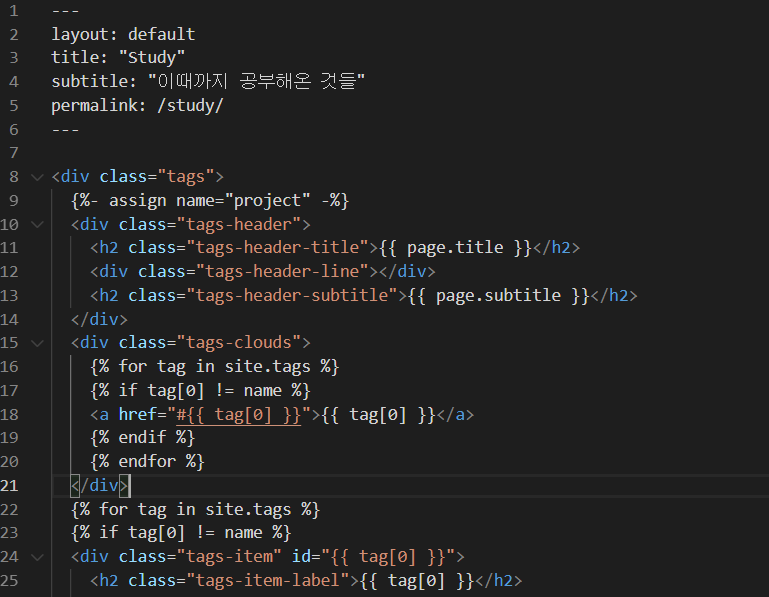 1 ---
2 layout: default
3 title: "Study"
4 subtitle: "이때까지 공부해온 것들"
5 permalink: /study/
6 ---
7
8 <div class="tags">
9 {%- assign name="project" -%}
10 <div class="tags-header">
11 <h2 class="tags-header-title">{{ page.title }}</h2>
12 <div class="tags-header-line"></div>
13 <h2 class="tags-header-subtitle">{{ page.subtitle }}</h2>
14 </div>
15 <div class="tags-clouds">
16 {% for tag in site.tags %}
17 {% if tag[0] != name %}
18 <a href="#{{ tag[0] }}">{{ tag[0] }}</a>
19 {% endif %}
20 {% endfor %}
21 </div>
22 {% for tag in site.tags %}
23 {% if tag[0] != name %}
24 <div class="tags-item" id="{{ tag[0] }}">
25 <h2 class="tags-item-label">{{ tag[0] }}</h2>